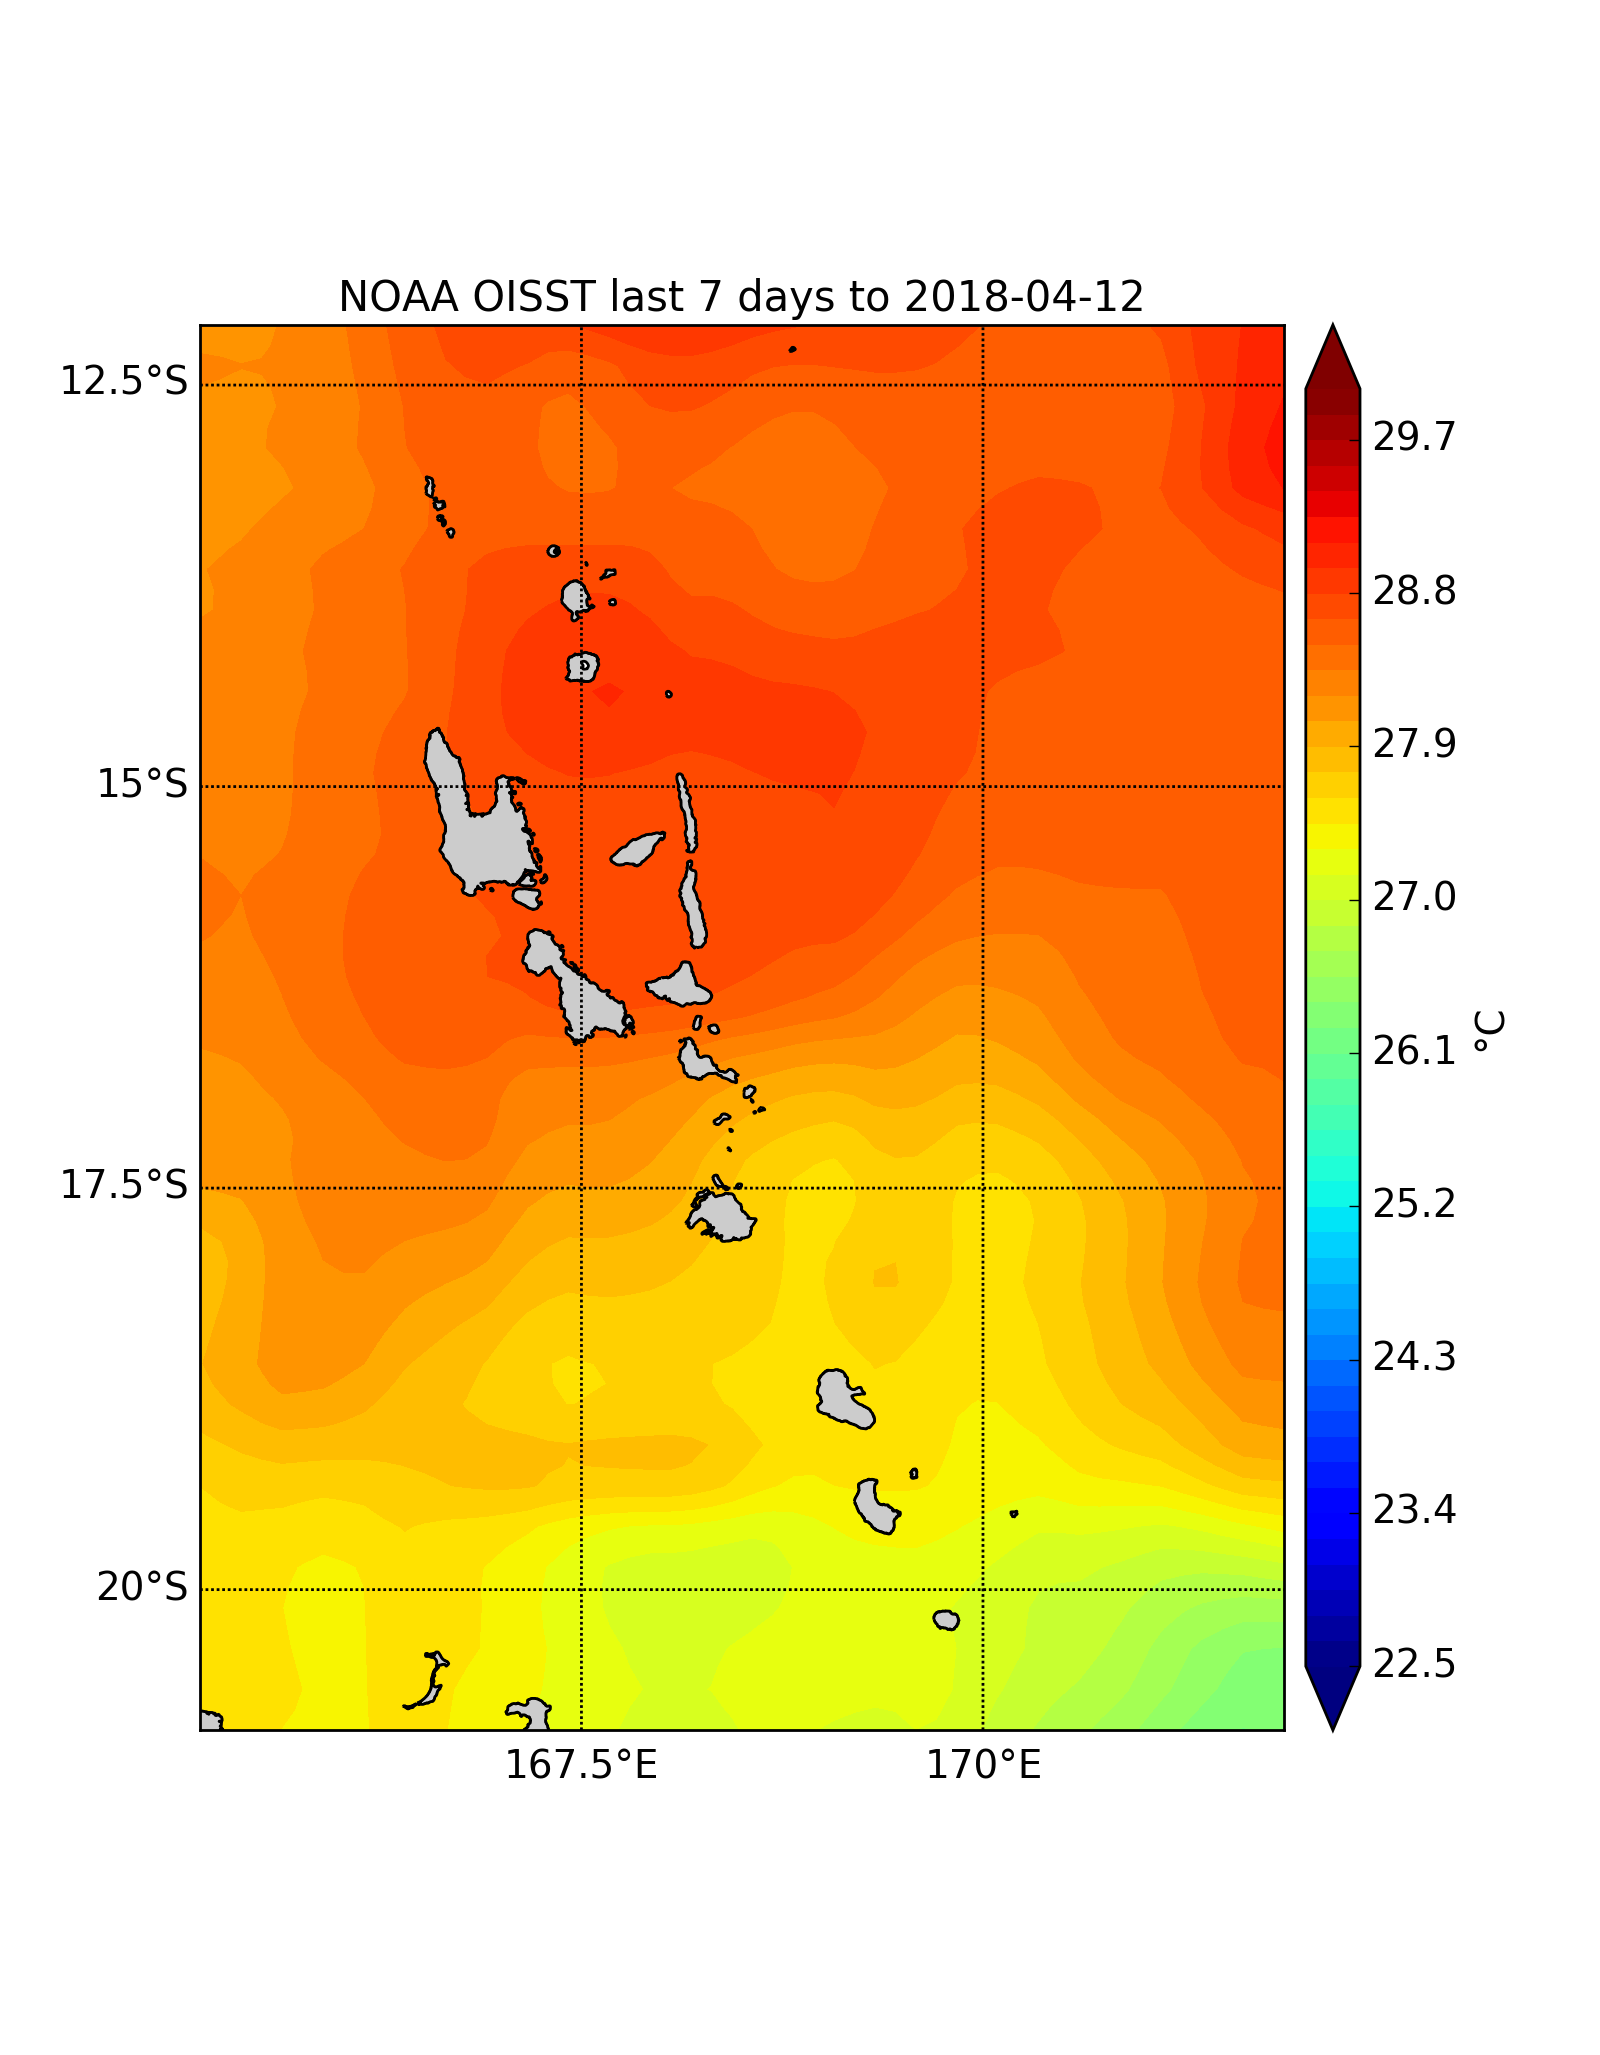 NOAA OISST last 7 days to 2018-04-12
12.5°S
15°S
17.5°S
20°S
167.5°E
170°E
29.7
28.8
27.9
27.0
26.1
25.2
24.3
23.4
22.5
°C